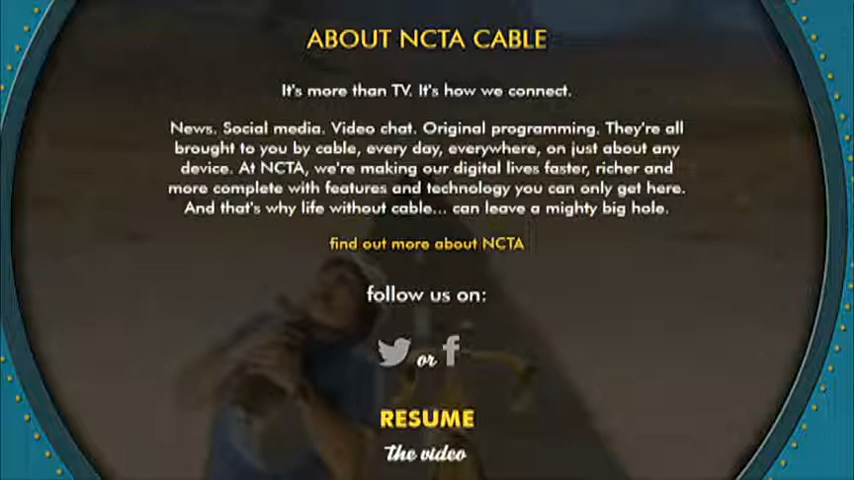 ABOUT NCTA CABLE
It's more than TV. It's how we connect.
News. Social media. Video chat. Original programming. They're all
brought to you by cable, every day, everywhere, on just about any
device. At NCTA, we're making our digital lives faster, richer and
more complete with features and technology you can only get here.
And that's why life without cable... can leave a mighty big hole.
find out more about NCTA
follow us on:
or
RESUME
the video